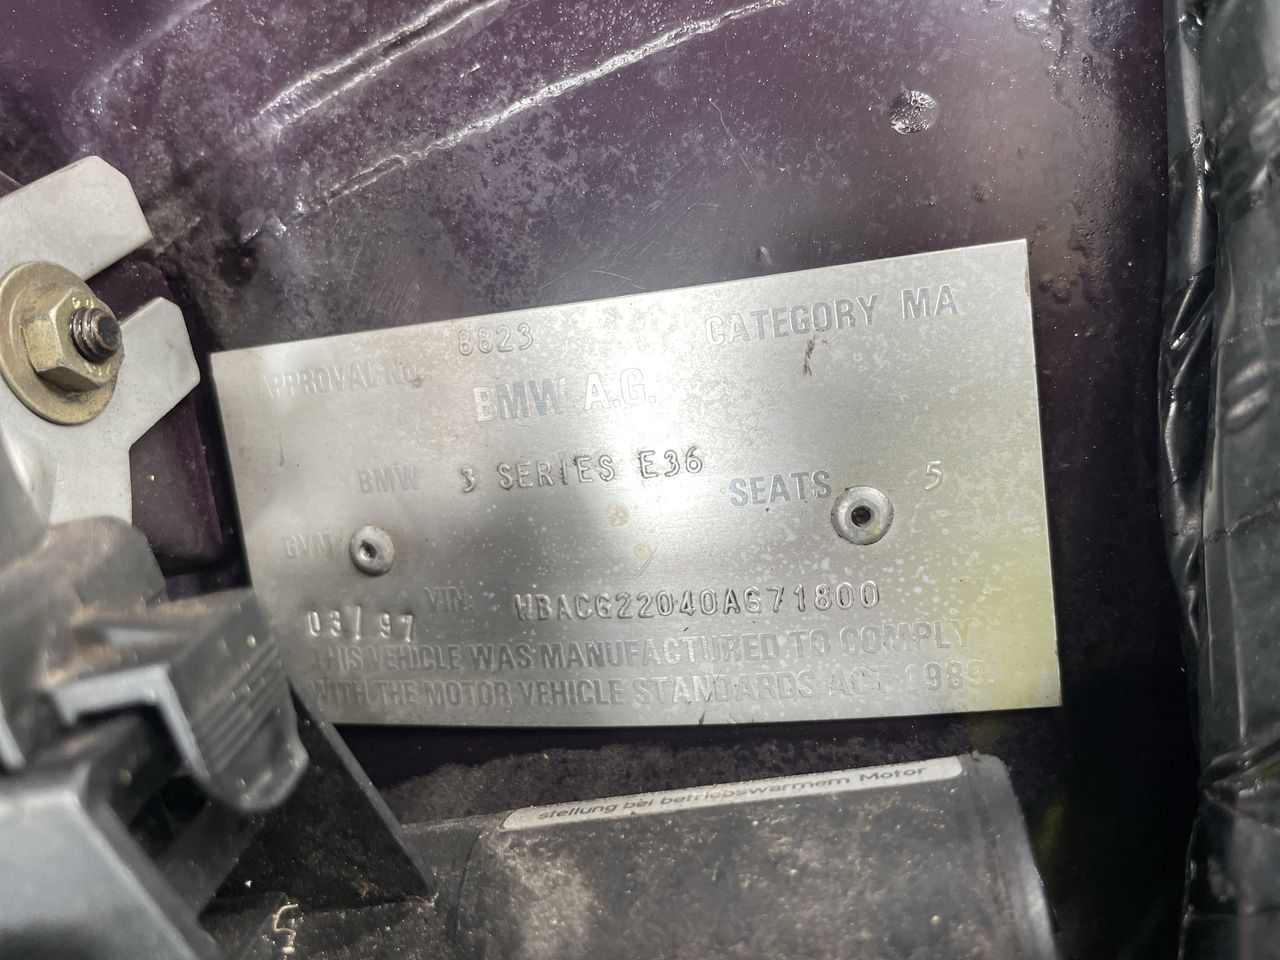 APPROVAL No. 8823 CATEGORY MA
BMW A.G.
BMW 3 SERIES E36
SEATS 5
GVM
03/97 VIN: WBACG22040AG71800
THIS VEHICLE WAS MANUFACTURED TO COMPLY
WITH THE MOTOR VEHICLE STANDARDS ACT 1989
stellung bei betriebswarmem Motor